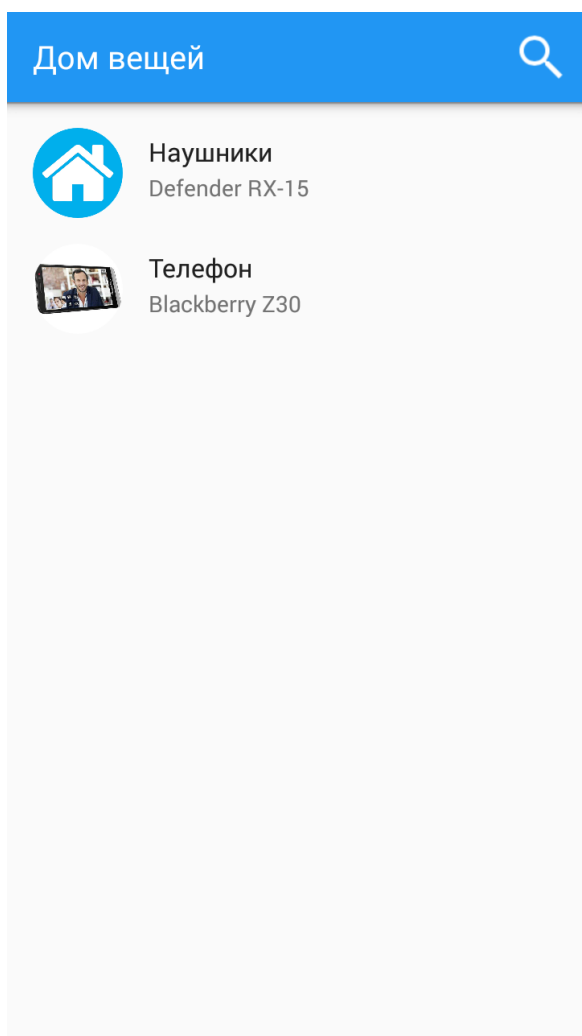 Дом вещей
Наушники
Defender RX-15
Телефон
Blackberry Z30